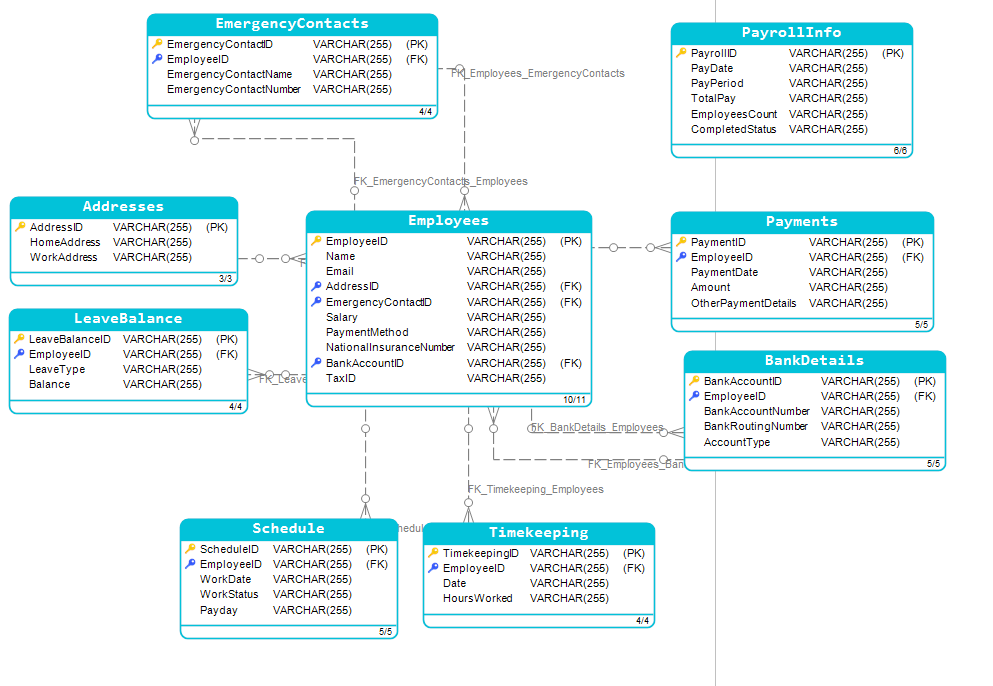 EmergencyContacts
EmergencyContactID VARCHAR(255) (PK)
EmployeeID VARCHAR(255) (FK)
EmergencyContactName VARCHAR(255)
EmergencyContactNumber VARCHAR(255)
4/4
PayrollInfo
PayrollID VARCHAR(255) (PK)
PayDate VARCHAR(255)
PayPeriod VARCHAR(255)
TotalPay VARCHAR(255)
EmployeesCount VARCHAR(255)
CompletedStatus VARCHAR(255)
6/6
FK_Employees_EmergencyContacts
FK_EmergencyContacts_Employees
Addresses
AddressID VARCHAR(255) (PK)
HomeAddress VARCHAR(255)
WorkAddress VARCHAR(255)
3/3
Employees
EmployeeID VARCHAR(255) (PK)
Name VARCHAR(255)
Email VARCHAR(255)
AddressID VARCHAR(255) (FK)
EmergencyContactID VARCHAR(255) (FK)
Salary VARCHAR(255)
PaymentMethod VARCHAR(255)
NationalInsuranceNumber VARCHAR(255)
BankAccountID VARCHAR(255) (FK)
TaxID VARCHAR(255)
10/11
Payments
PaymentID VARCHAR(255) (PK)
EmployeeID VARCHAR(255) (FK)
PaymentDate VARCHAR(255)
Amount VARCHAR(255)
OtherPaymentDetails VARCHAR(255)
5/5
LeaveBalance
LeaveBalanceID VARCHAR(255) (PK)
EmployeeID VARCHAR(255) (FK)
LeaveType VARCHAR(255)
Balance VARCHAR(255)
4/4
FK_Leave
BankDetails
BankAccountID VARCHAR(255) (PK)
EmployeeID VARCHAR(255) (FK)
BankAccountNumber VARCHAR(255)
BankRoutingNumber VARCHAR(255)
AccountType VARCHAR(255)
5/5
FK_BankDetails_Employees
FK_Employees_Ban
FK_Timekeeping_Employees
Schedule
ScheduleID VARCHAR(255) (PK)
EmployeeID VARCHAR(255) (FK)
WorkDate VARCHAR(255)
WorkStatus VARCHAR(255)
Payday VARCHAR(255)
5/5
Timekeeping
TimekeepingID VARCHAR(255) (PK)
EmployeeID VARCHAR(255) (FK)
Date VARCHAR(255)
HoursWorked VARCHAR(255)
4/4